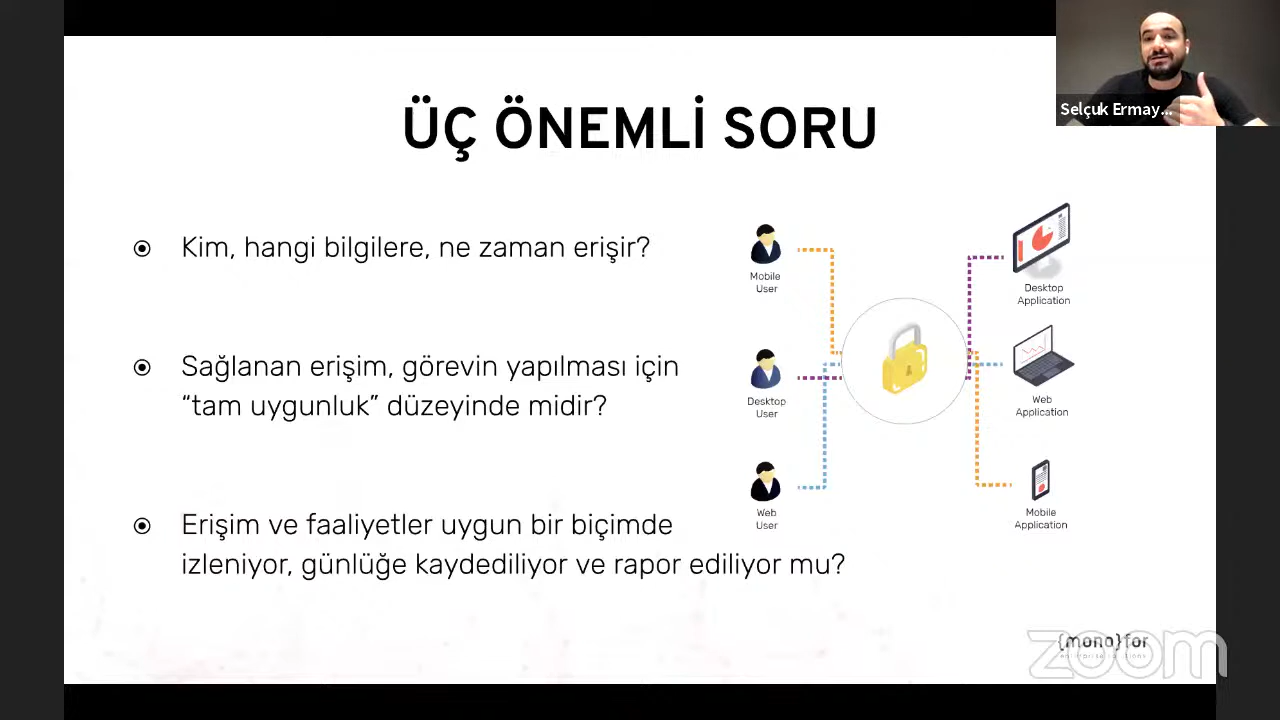 Selçuk Ermay...
ÜÇ ÖNEMLİ SORU
Kim, hangi bilgilere, ne zaman erişir?
Sağlanan erişim, görevin yapılması için
“tam uygunluk” düzeyinde midir?
Erişim ve faaliyetler uygun bir biçimde
izleniyor, günlüğe kaydediliyor ve rapor ediliyor mu?
Mobile
User
Desktop
User
Web
User
Desktop
Application
Web
Application
Mobile
Application
{mono}for
zoom